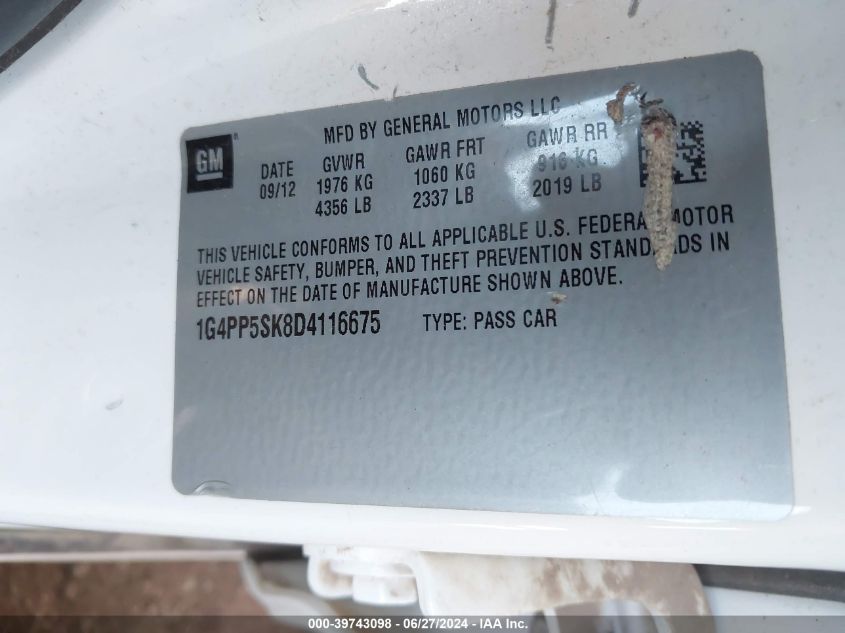 MFD BY GENERAL MOTORS LLC
GM
DATE GVWR GAWR FRT GAWR RR
09/12 1976 KG 1060 KG 916 KG
4356 LB 2337 LB 2019 LB
THIS VEHICLE CONFORMS TO ALL APPLICABLE U.S. FEDERAL MOTOR
VEHICLE SAFETY, BUMPER, AND THEFT PREVENTION STANDARDS IN
EFFECT ON THE DATE OF MANUFACTURE SHOWN ABOVE.
1G4PP5SK8D4116675 TYPE: PASS CAR
000-39743098 - 06/27/2024 - IAA Inc.